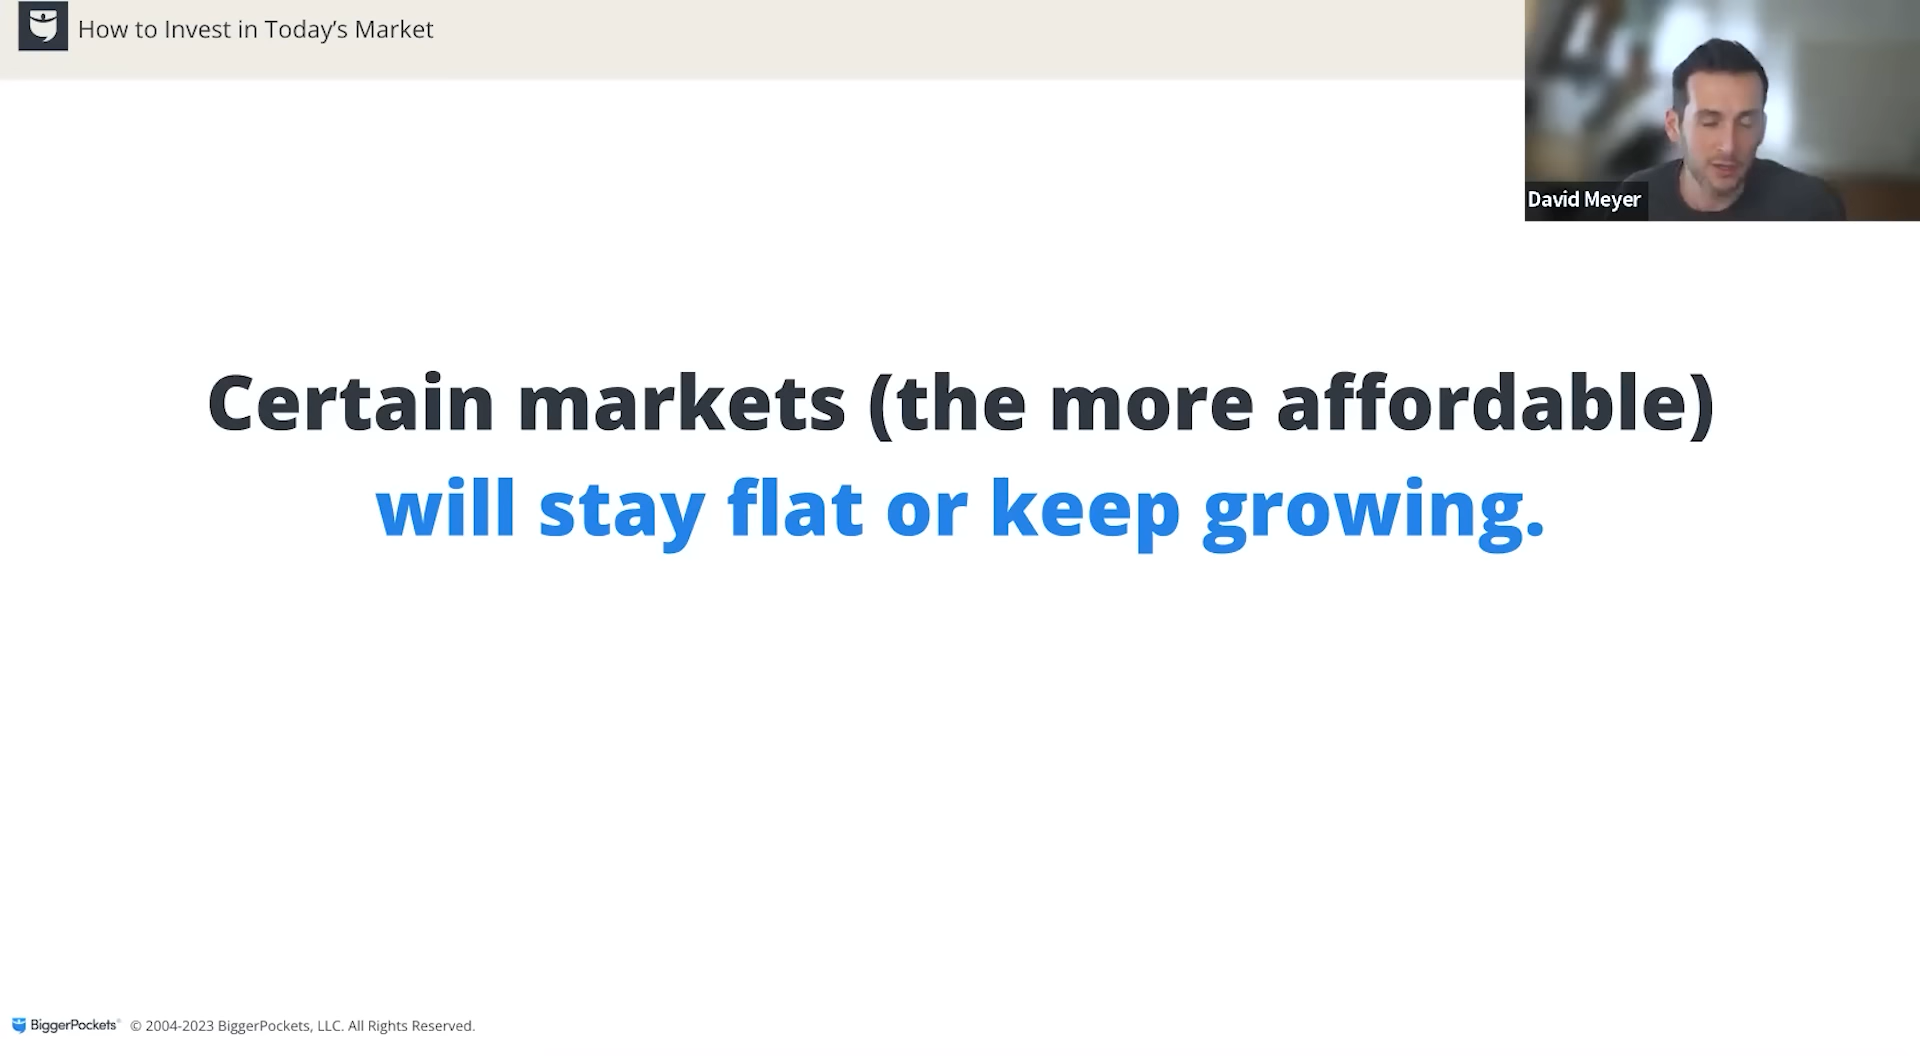 How to Invest in Today’s Market
David Meyer
Certain markets (the more affordable)
will stay flat or keep growing.
BiggerPockets® © 2004-2023 BiggerPockets, LLC. All Rights Reserved.